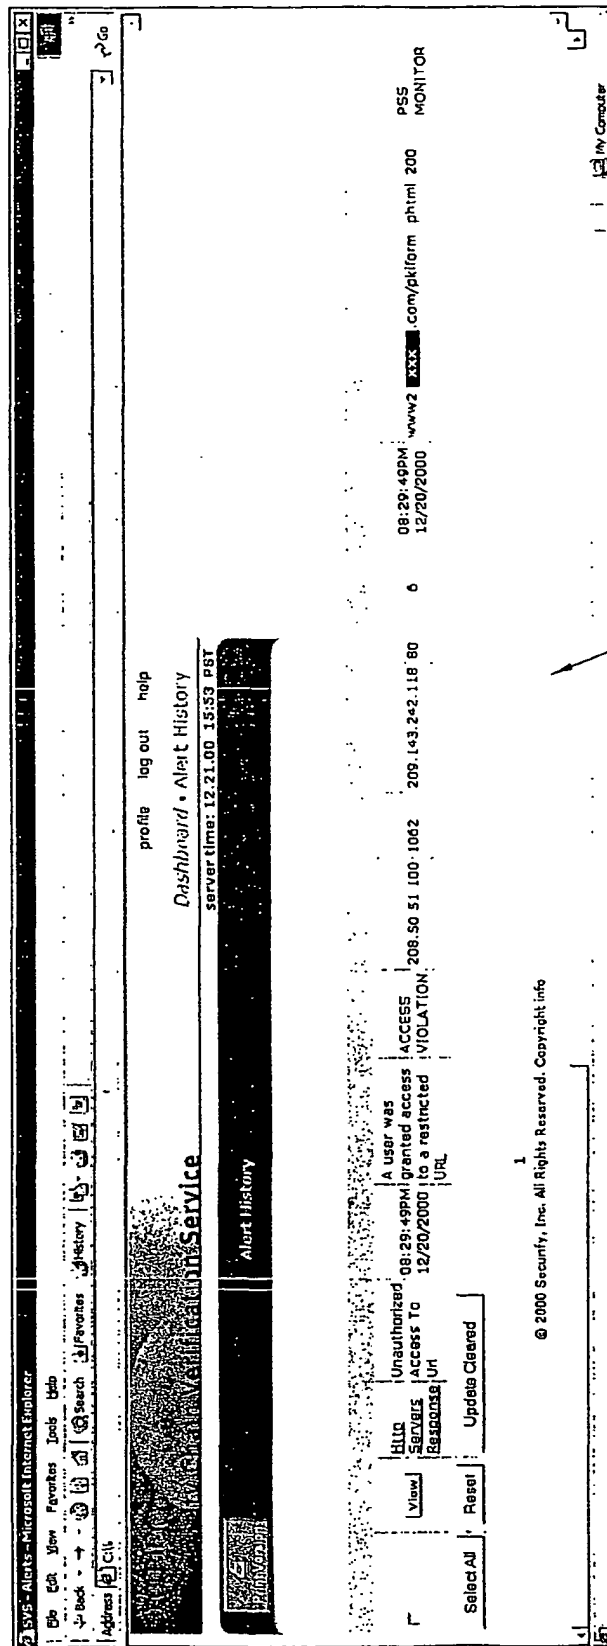 SVS - Alerts - Microsoft Internet Explorer
File Edit View Favorites Tools Help
Back Search Favorites History
Address Go
profile log out help
Verification Service
Dashboard • Alert History
server time: 12.21.00 15:53 PST
Alert History
View
Http
Servers
Response
Unauthorized
Access To
Url
08:29:49PM
12/20/2000
A user was
granted access
to a restricted
URL
ACCESS
VIOLATION
208.50 51 100 1062
209.143.242.118 80
6
08:29:49PM
12/20/2000
www2 xxx .com/pkiform phtml 200
PSS
MONITOR
Select All Reset Update Cleared
1
© 2000 Securify, Inc. All Rights Reserved. Copyright info
My Computer